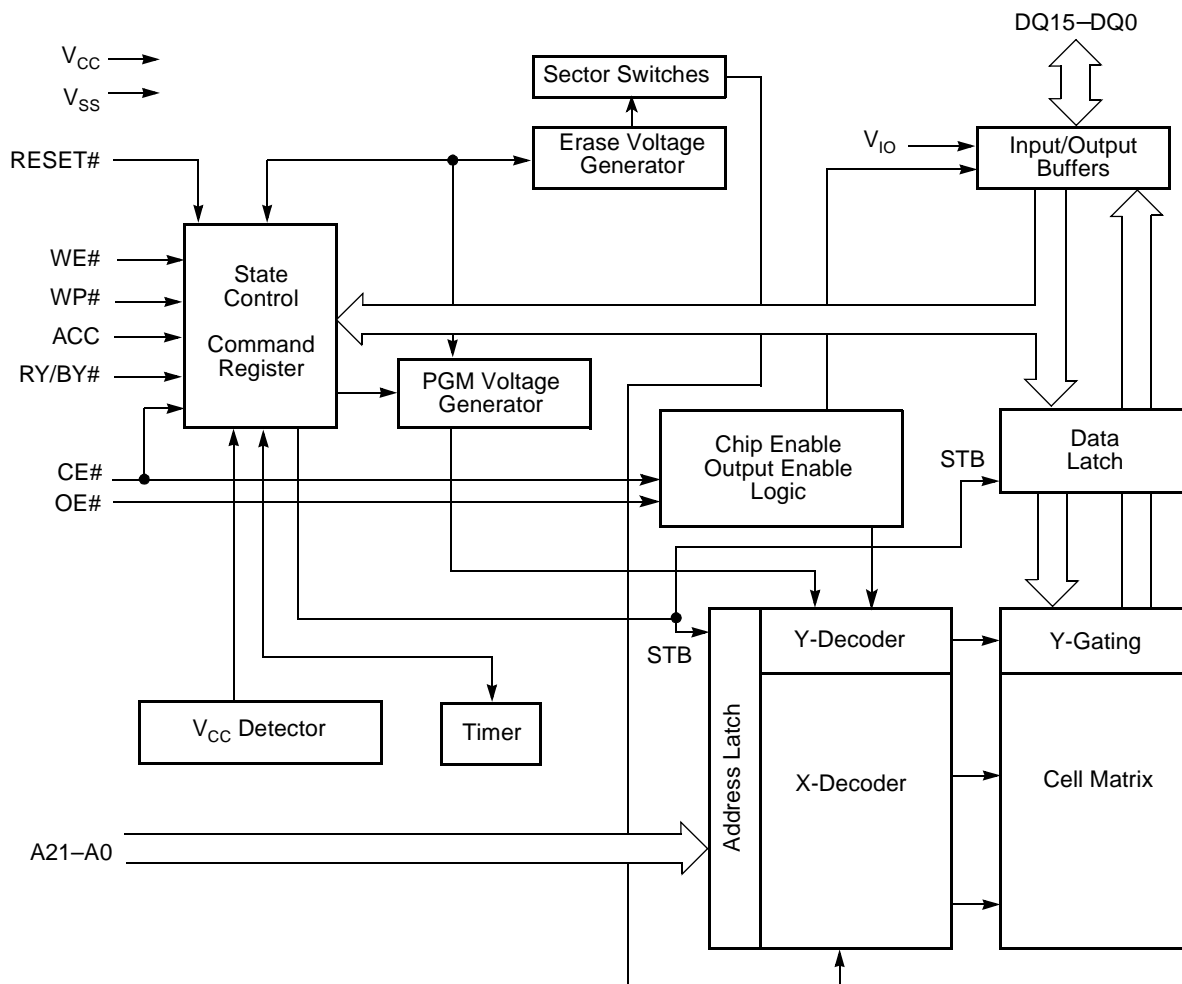 DQ15–DQ0
VCC
VSS
Sector Switches
RESET#
Erase Voltage
Generator
VIO
Input/Output
Buffers
WE#
WP#
ACC
RY/BY#
State
Control
Command
Register
PGM Voltage
Generator
CE#
OE#
Chip Enable
Output Enable
Logic
STB
Data
Latch
STB
Y-Decoder
Y-Gating
VCC Detector
Timer
Address Latch
X-Decoder
Cell Matrix
A21–A0